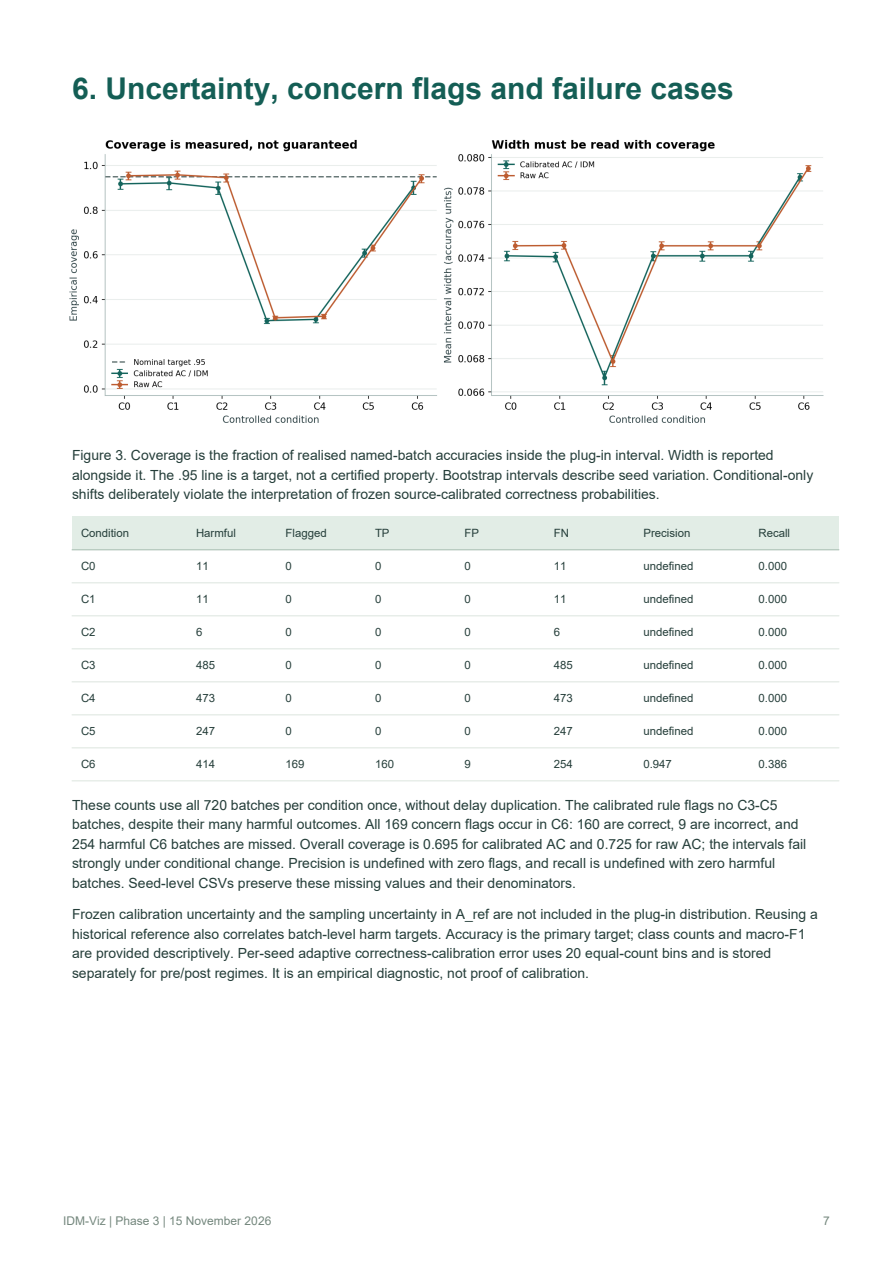 6. Uncertainty, concern flags and failure cases
Coverage is measured, not guaranteed
Empirical coverage
1.0
0.8
0.6
0.4
0.2
0.0
Nominal target .95
Calibrated AC / IDM
Raw AC
C0 C1 C2 C3 C4 C5 C6
Controlled condition
Width must be read with coverage
Mean interval width (accuracy units)
0.080
0.078
0.076
0.074
0.072
0.070
0.068
0.066
Calibrated AC / IDM
Raw AC
C0 C1 C2 C3 C4 C5 C6
Controlled condition
Figure 3. Coverage is the fraction of realised named-batch accuracies inside the plug-in interval. Width is reported
alongside it. The .95 line is a target, not a certified property. Bootstrap intervals describe seed variation. Conditional-only
shifts deliberately violate the interpretation of frozen source-calibrated correctness probabilities.
Condition Harmful Flagged TP FP FN Precision Recall
C0 11 0 0 0 11 undefined 0.000
C1 11 0 0 0 11 undefined 0.000
C2 6 0 0 0 6 undefined 0.000
C3 485 0 0 0 485 undefined 0.000
C4 473 0 0 0 473 undefined 0.000
C5 247 0 0 0 247 undefined 0.000
C6 414 169 160 9 254 0.947 0.386
These counts use all 720 batches per condition once, without delay duplication. The calibrated rule flags no C3-C5
batches, despite their many harmful outcomes. All 169 concern flags occur in C6: 160 are correct, 9 are incorrect, and
254 harmful C6 batches are missed. Overall coverage is 0.695 for calibrated AC and 0.725 for raw AC; the intervals fail
strongly under conditional change. Precision is undefined with zero flags, and recall is undefined with zero harmful
batches. Seed-level CSVs preserve these missing values and their denominators.
Frozen calibration uncertainty and the sampling uncertainty in A_ref are not included in the plug-in distribution. Reusing a
historical reference also correlates batch-level harm targets. Accuracy is the primary target; class counts and macro-F1
are provided descriptively. Per-seed adaptive correctness-calibration error uses 20 equal-count bins and is stored
separately for pre/post regimes. It is an empirical diagnostic, not proof of calibration.
IDM-Viz | Phase 3 | 15 November 2026
7